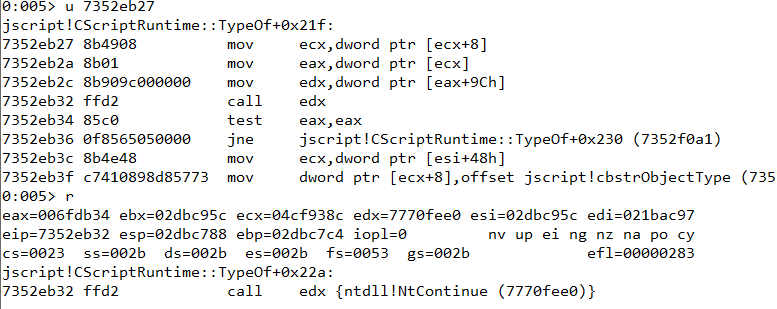 0:005> u 7352eb27
jscript!CScriptRuntime::TypeOf+0x21f:
7352eb27 8b4908          mov     ecx,dword ptr [ecx+8]
7352eb2a 8b01            mov     eax,dword ptr [ecx]
7352eb2c 8b909c000000    mov     edx,dword ptr [eax+9Ch]
7352eb32 ffd2            call    edx
7352eb34 85c0            test    eax,eax
7352eb36 0f8565050000    jne     jscript!CScriptRuntime::TypeOf+0x230 (7352f0a1)
7352eb3c 8b4e48          mov     ecx,dword ptr [esi+48h]
7352eb3f c7410898d85773  mov     dword ptr [ecx+8],offset jscript!cbstrObjectType (735
0:005> r
eax=006fdb34 ebx=02dbc95c ecx=04cf938c edx=7770fee0 esi=02dbc95c edi=021bac97
eip=7352eb32 esp=02dbc788 ebp=02dbc7c4 iopl=0         nv up ei ng nz na po cy
cs=0023  ss=002b  ds=002b  es=002b  fs=0053  gs=002b             efl=00000283
jscript!CScriptRuntime::TypeOf+0x22a:
7352eb32 ffd2            call    edx {ntdll!NtContinue (7770fee0)}